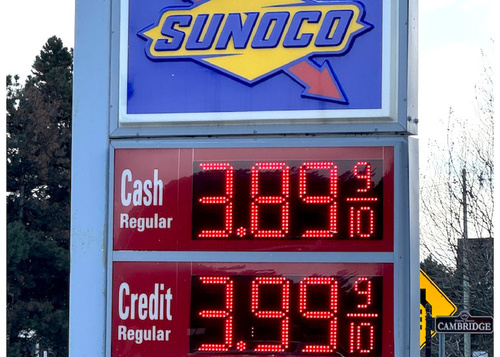 SUNOCO
Cash
Regular
3.89 9/10
Credit
Regular
3.99 9/10
CAMBRIDGE